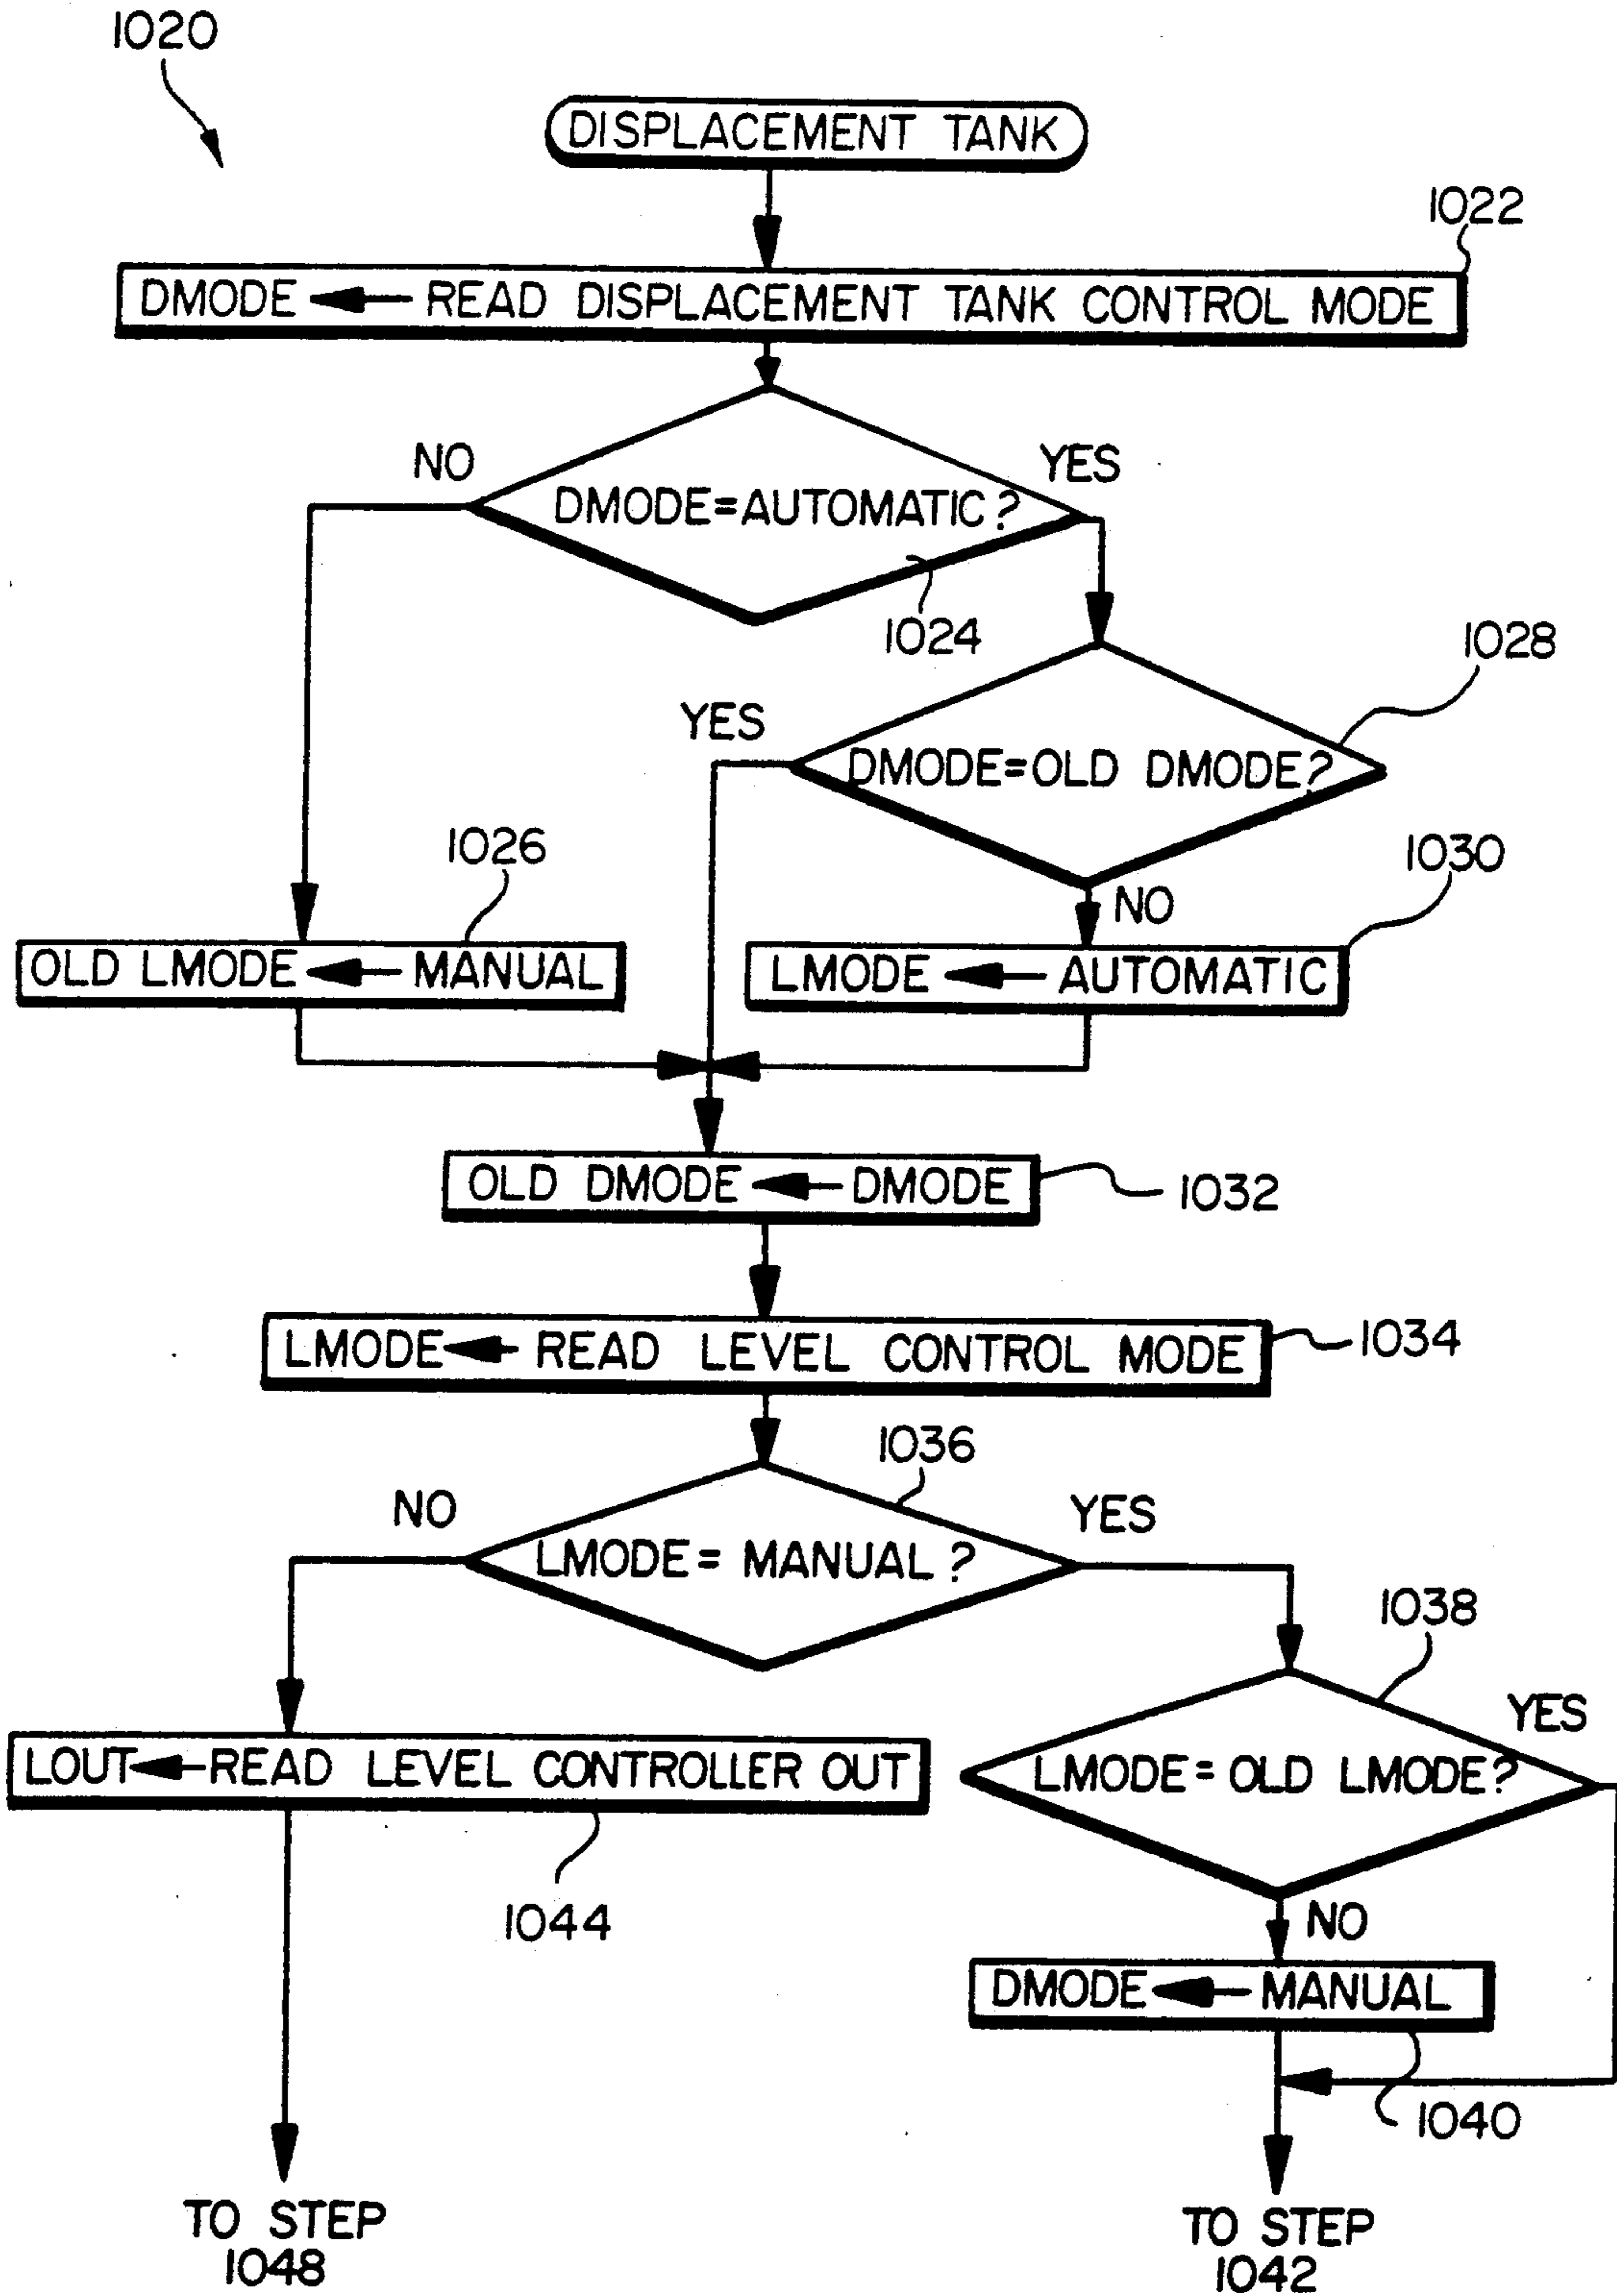 1020
DISPLACEMENT TANK
1022
DMODE ← READ DISPLACEMENT TANK CONTROL MODE
NO
YES
DMODE=AUTOMATIC?
1024
1028
YES
DMODE=OLD DMODE?
1026
1030
NO
OLD LMODE ← MANUAL
LMODE ← AUTOMATIC
OLD DMODE ← DMODE
1032
LMODE ← READ LEVEL CONTROL MODE
1034
1036
NO
YES
LMODE= MANUAL?
1038
YES
LOUT ← READ LEVEL CONTROLLER OUT
LMODE= OLD LMODE?
1044
NO
DMODE ← MANUAL
1040
TO STEP
1048
TO STEP
1042